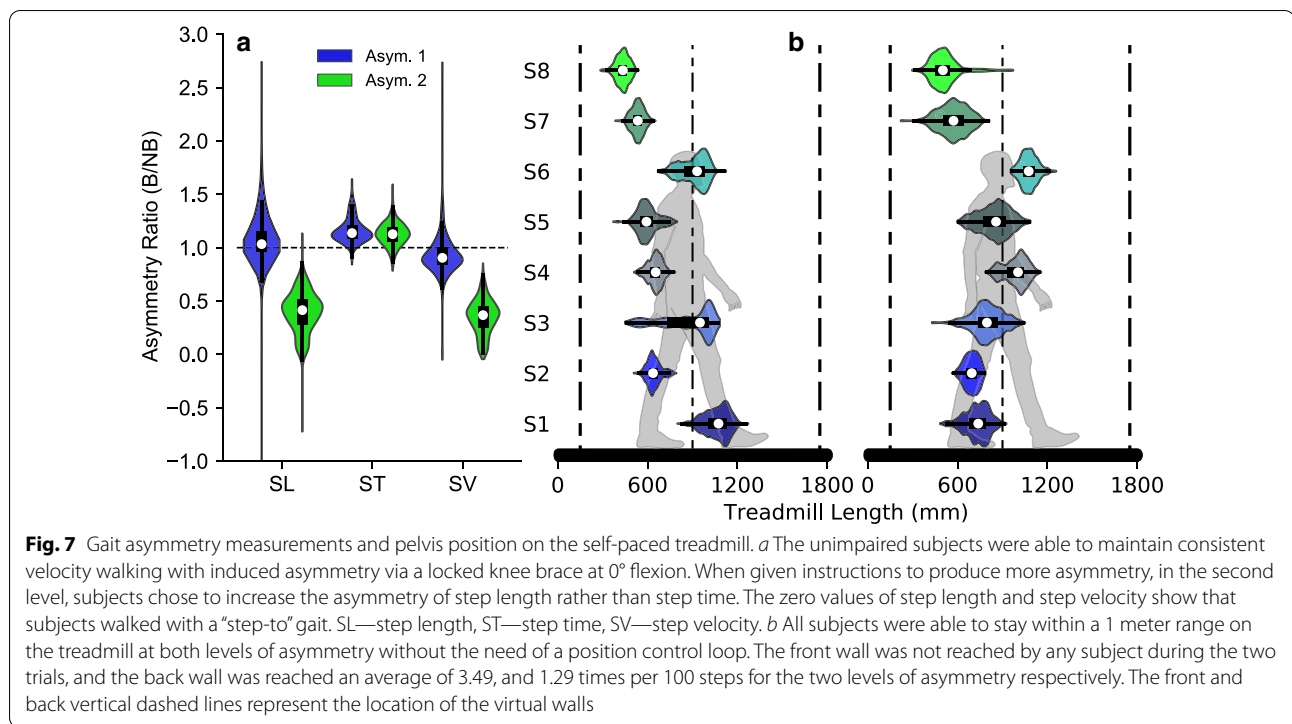 a
b
3.0
2.5
2.0
1.5
1.0
0.5
0.0
−0.5
−1.0
Asymmetry Ratio (B/NB)
Asym. 1
Asym. 2
SL ST SV
S8
S7
S6
S5
S4
S3
S2
S1
0 600 1200 1800 0 600 1200 1800
Treadmill Length (mm)
Fig. 7 Gait asymmetry measurements and pelvis position on the self-paced treadmill. a The unimpaired subjects were able to maintain consistent
velocity walking with induced asymmetry via a locked knee brace at 0° flexion. When given instructions to produce more asymmetry, in the second
level, subjects chose to increase the asymmetry of step length rather than step time. The zero values of step length and step velocity show that
subjects walked with a “step-to” gait. SL—step length, ST—step time, SV—step velocity. b All subjects were able to stay within a 1 meter range on
the treadmill at both levels of asymmetry without the need of a position control loop. The front wall was not reached by any subject during the two
trials, and the back wall was reached an average of 3.49, and 1.29 times per 100 steps for the two levels of asymmetry respectively. The front and
back vertical dashed lines represent the location of the virtual walls